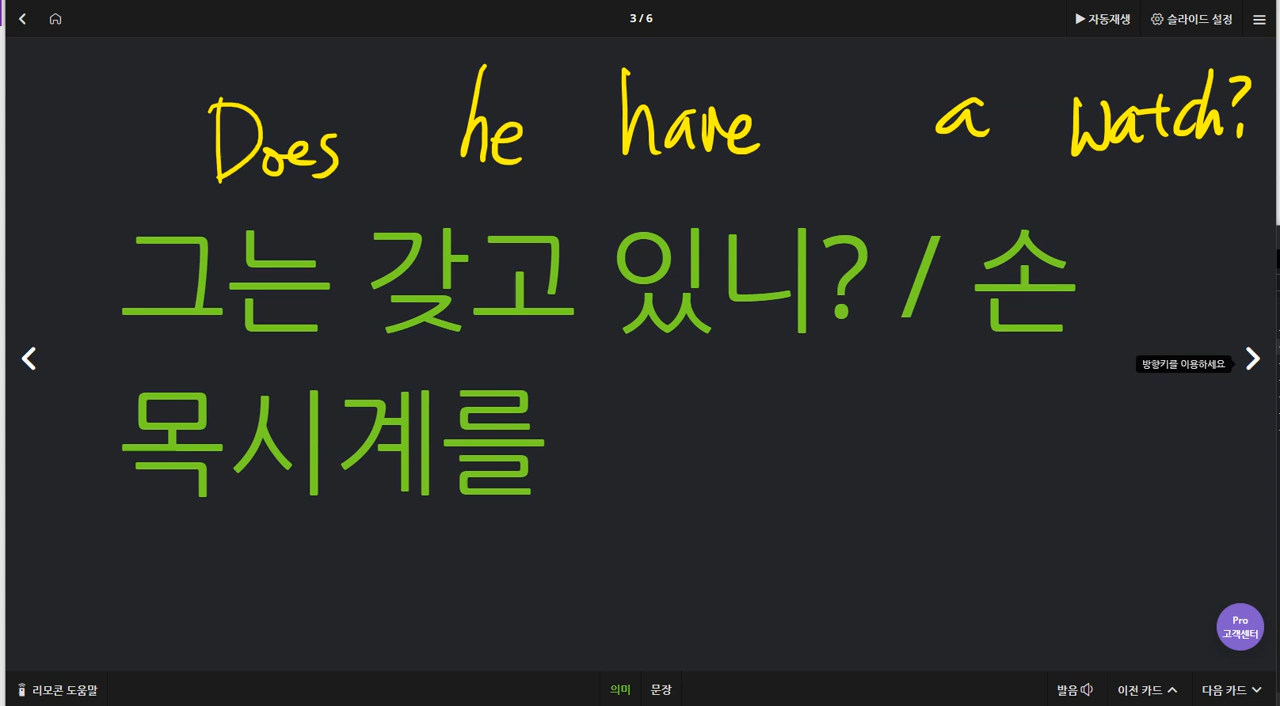 3 / 6
자동재생
슬라이드 설정
Does he have a watch?
그는 갖고 있니? / 손
목시계를
방향키를 이용하세요
Pro
고객센터
리모콘 도움말
의미
문장
발음
이전 카드
다음 카드